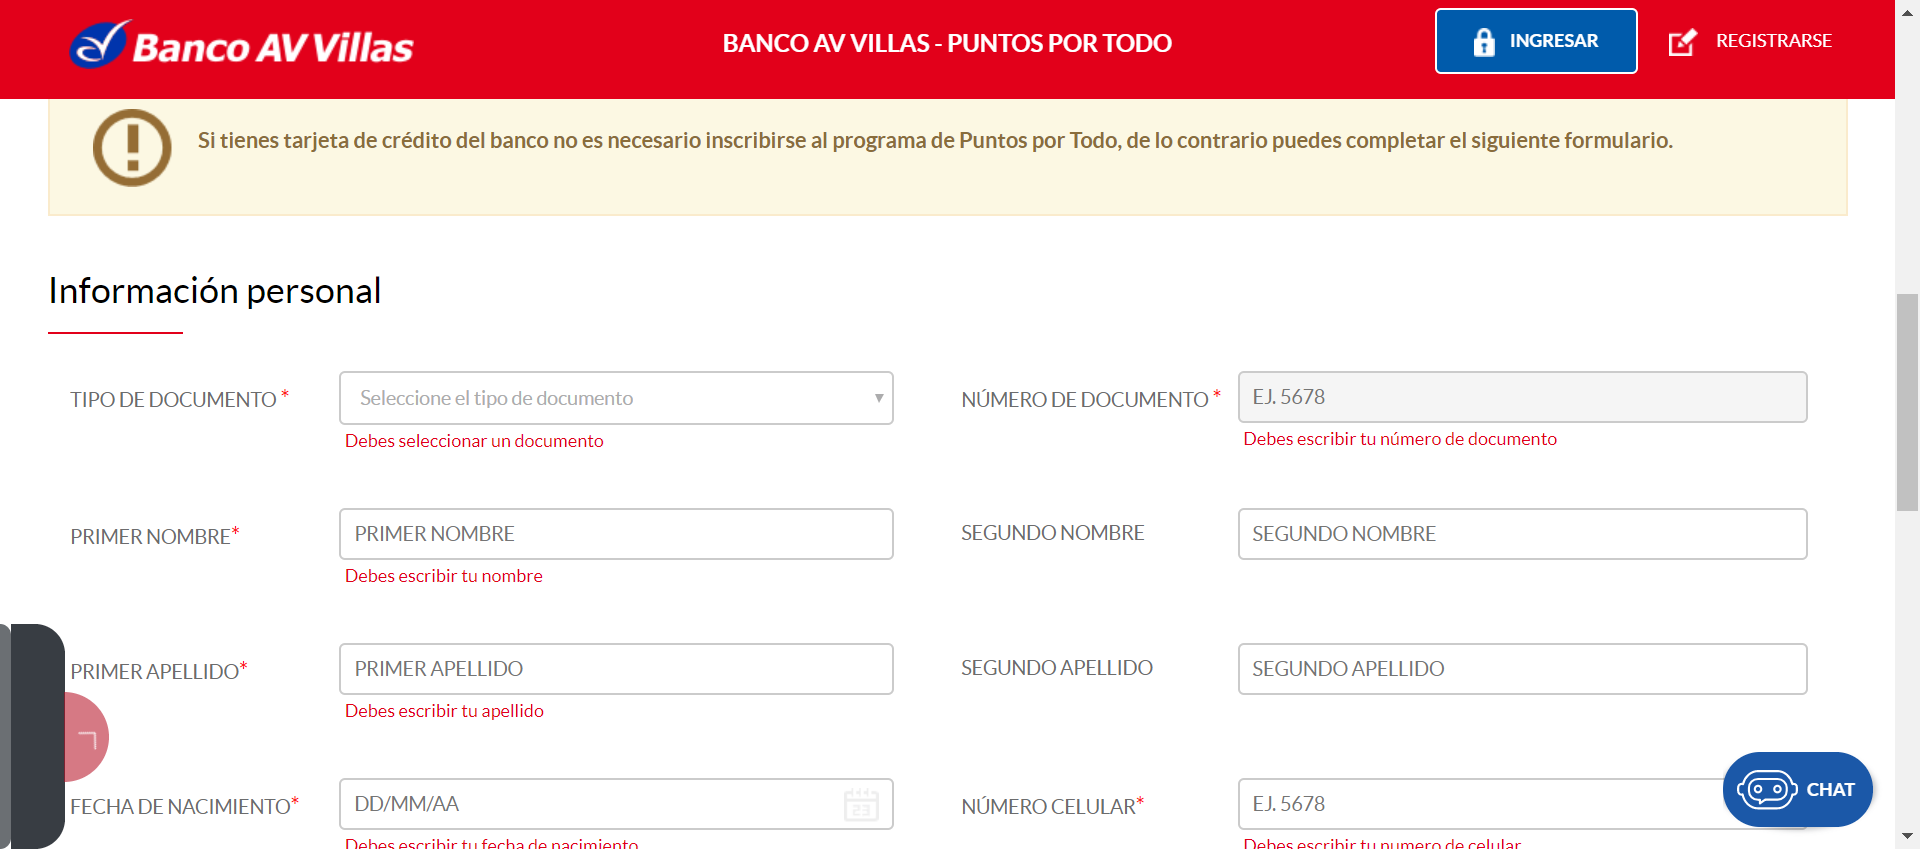 Banco AV Villas
BANCO AV VILLAS - PUNTOS POR TODO
INGRESAR
REGISTRARSE
Si tienes tarjeta de crédito del banco no es necesario inscribirse al programa de Puntos por Todo, de lo contrario puedes completar el siguiente formulario.
Información personal
TIPO DE DOCUMENTO *
Seleccione el tipo de documento
Debes seleccionar un documento
NÚMERO DE DOCUMENTO *
EJ. 5678
Debes escribir tu número de documento
PRIMER NOMBRE*
PRIMER NOMBRE
Debes escribir tu nombre
SEGUNDO NOMBRE
SEGUNDO NOMBRE
PRIMER APELLIDO*
PRIMER APELLIDO
Debes escribir tu apellido
SEGUNDO APELLIDO
SEGUNDO APELLIDO
FECHA DE NACIMIENTO*
DD/MM/AA
23
Debes escribir tu fecha de nacimiento
NÚMERO CELULAR*
EJ. 5678
Debes escribir tu numero de celular
CHAT